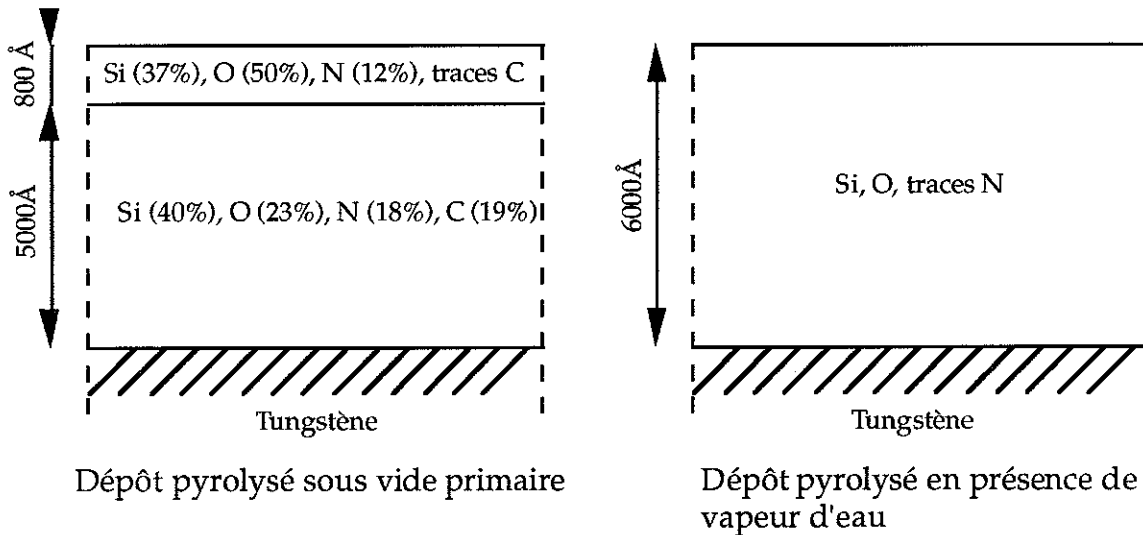 800 Å
Si (37%), O (50%), N (12%), traces C
5000Å
Si (40%), O (23%), N (18%), C (19%)
Tungstène
Dépôt pyrolysé sous vide primaire
6000Å
Si, O, traces N
Tungstène
Dépôt pyrolysé en présence de
vapeur d'eau